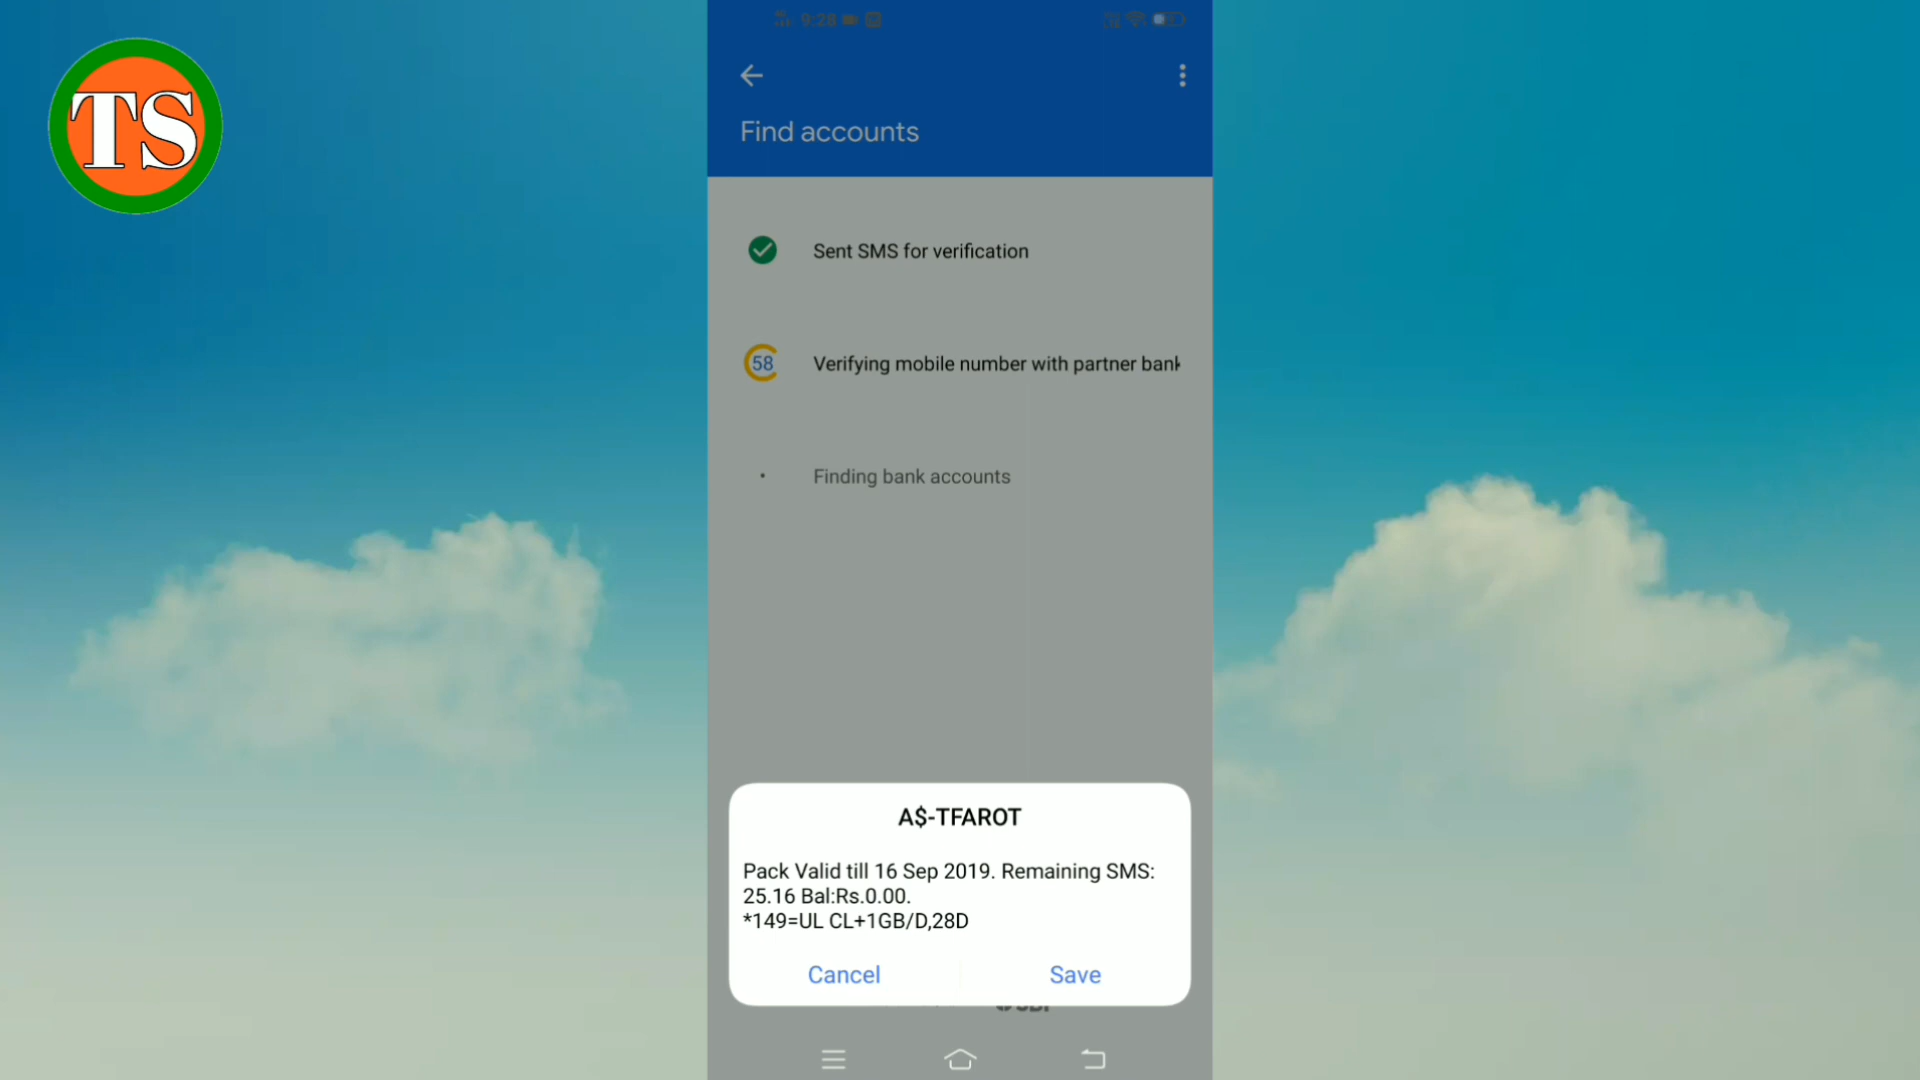 TS
9:28
Find accounts
Sent SMS for verification
58
Verifying mobile number with partner bank
Finding bank accounts
A$-TFAROT
Pack Valid till 16 Sep 2019. Remaining SMS:
25.16 Bal:Rs.0.00.
*149=UL CL+1GB/D,28D
Cancel
Save